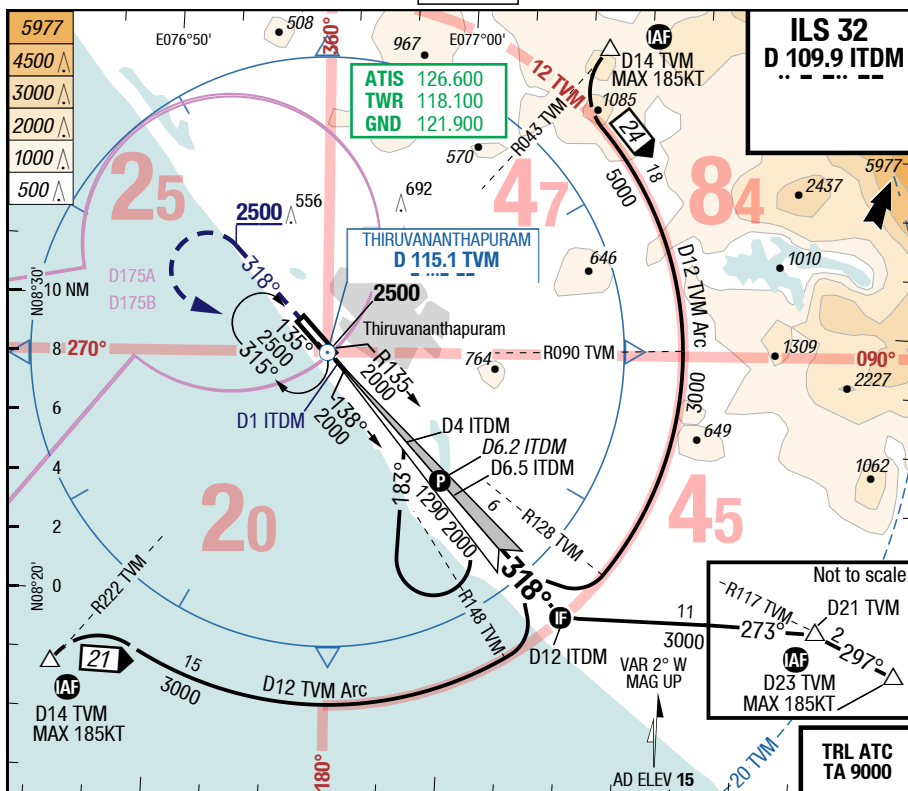 5977
4500
3000
2000
1000
500
E076°50'
508
360°
967
E077°00'
IAF
D14 TVM
MAX 185KT
ILS 32
D 109.9 ITDM
ATIS 126.600
TWR 118.100
GND 121.900
12 TVM
1085
R043 TVM
24
18
5000
570
25
47
84
5977
2437
2500
556
692
THIRUVANANTHAPURAM
D 115.1 TVM
646
D12 TVM Arc
1010
D175A
D175B
318°
N08°30'
10 NM
2500
Thiruvananthapuram
135°
2500
315°
8
270°
764
R090 TVM
1309
090°
R135
2000
2227
3000
6
D1 ITDM
138°
2000
D4 ITDM
649
D6.2 ITDM
D6.5 ITDM
4
183°
P
1062
1290 2000
6
R128 TVM
20
45
2
N08°20'
0
R222 TVM
R148 TVM
318°
IF
D12 ITDM
11
3000
Not to scale
R117 TVM
D21 TVM
273°
2
297°
IAF
D23 TVM
MAX 185KT
21
15
3000
D12 TVM Arc
IAF
D14 TVM
MAX 185KT
VAR 2° W
MAG UP
180°
AD ELEV 15
20 TVM
TRL ATC
TA 9000